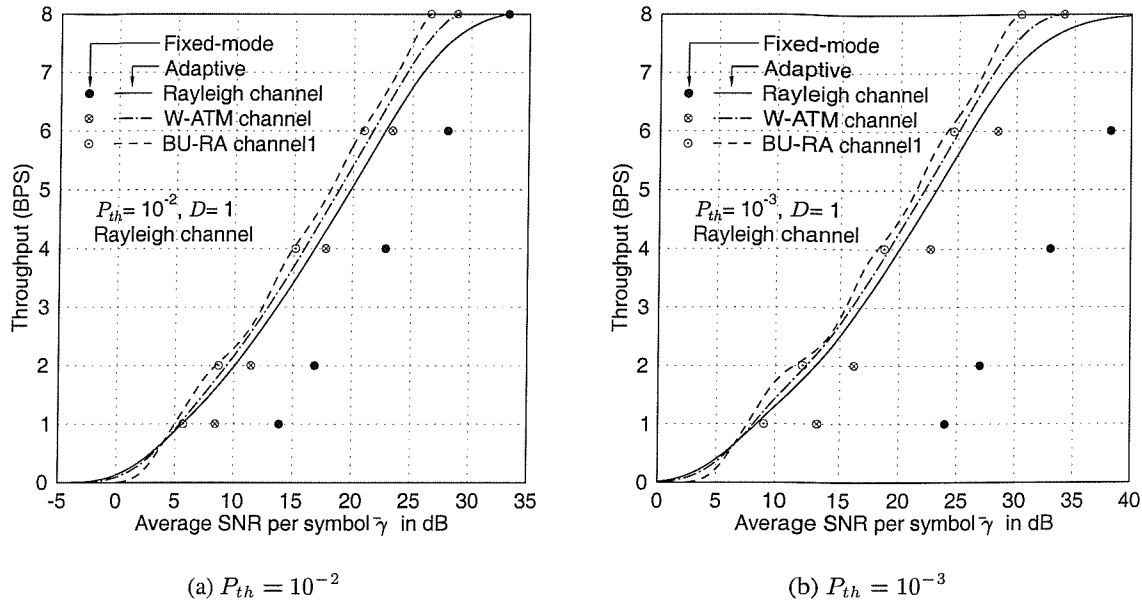 8
7
6
5
4
3
2
1
0
Throughput (BPS)
Fixed-mode
Adaptive
Rayleigh channel
W-ATM channel
BU-RA channel1
P_th = 10^-2, D= 1
Rayleigh channel
-5 0 5 10 15 20 25 30 35
Average SNR per symbol γ̄ in dB
(a) P_th = 10^-2
8
7
6
5
4
3
2
1
0
Throughput (BPS)
Fixed-mode
Adaptive
Rayleigh channel
W-ATM channel
BU-RA channel1
P_th = 10^-3, D= 1
Rayleigh channel
0 5 10 15 20 25 30 35 40
Average SNR per symbol γ̄ in dB
(b) P_th = 10^-3